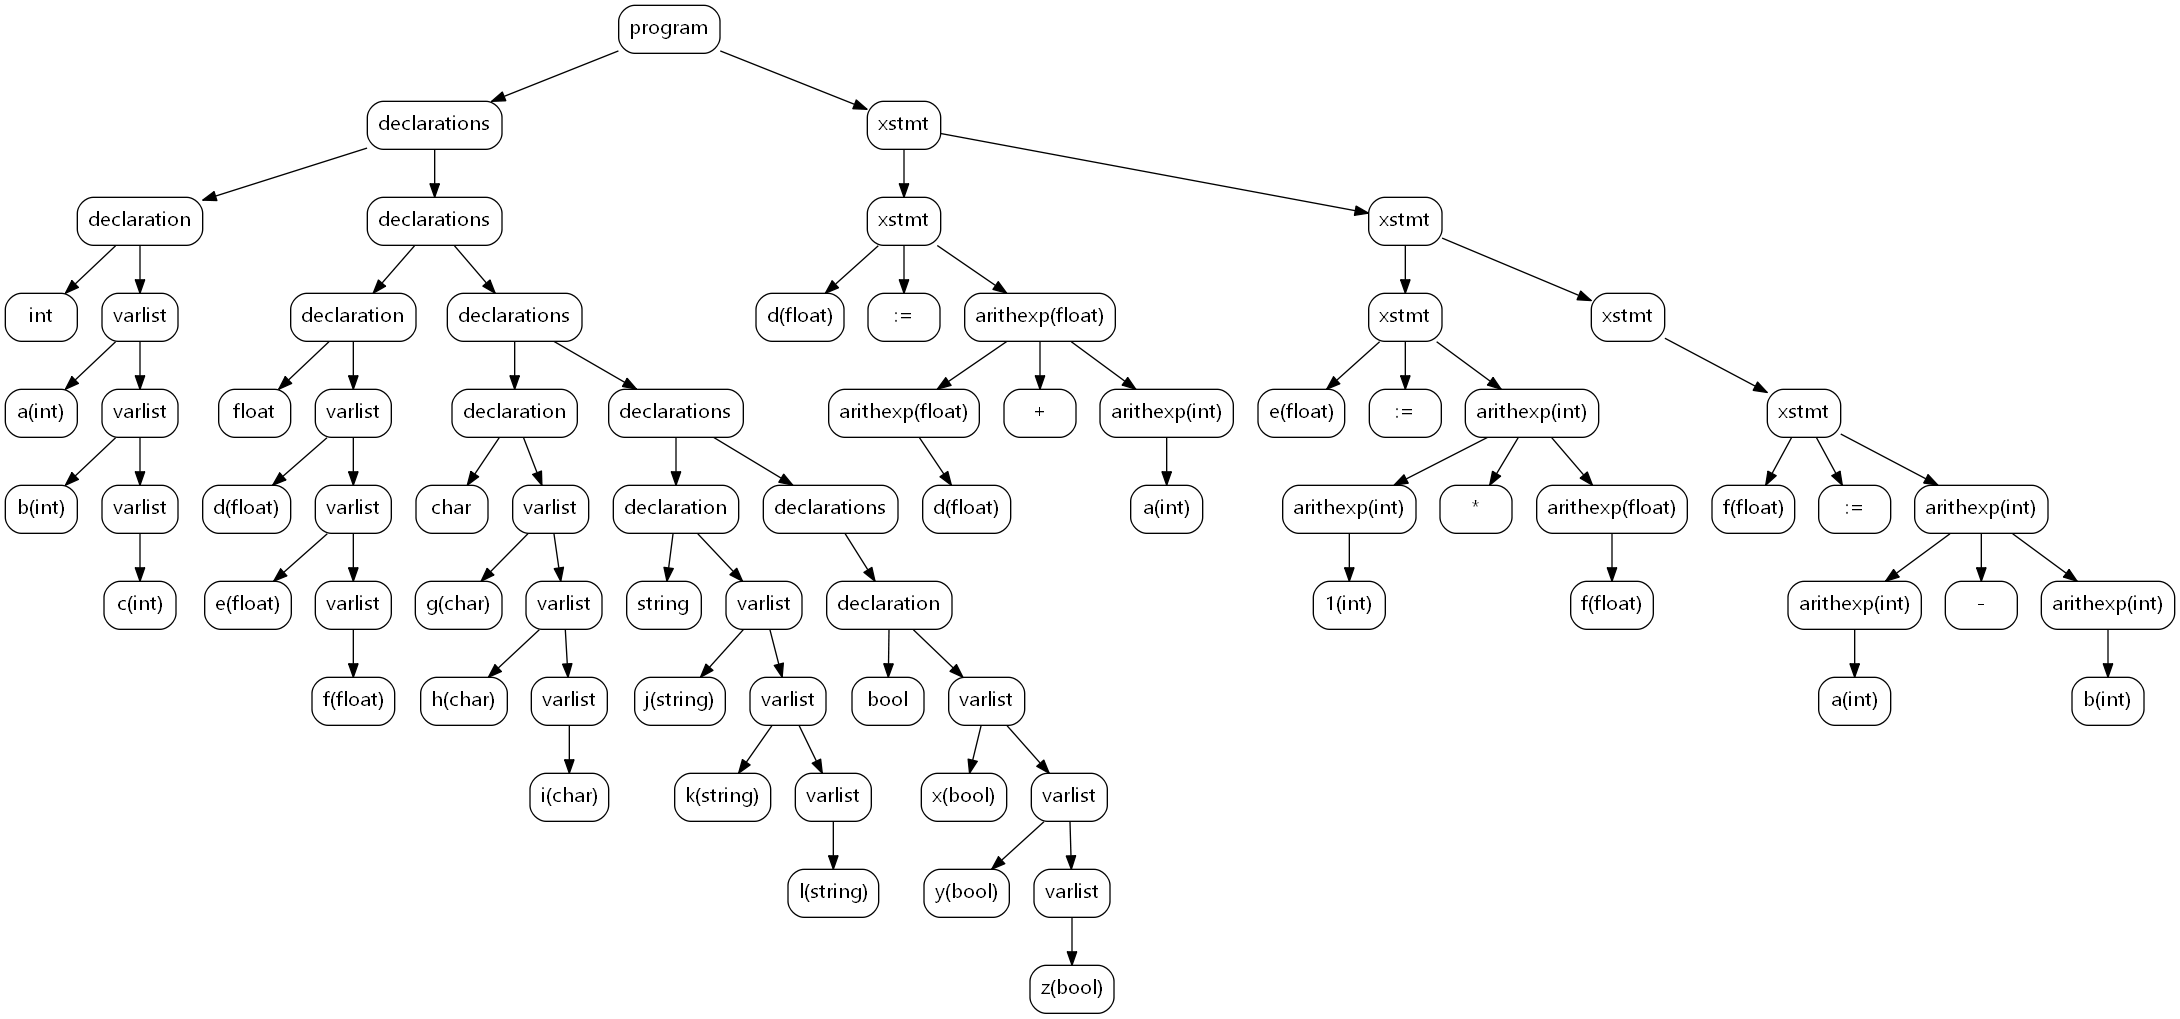 program
declarations
xstmt
declaration
declarations
xstmt
xstmt
int
varlist
declaration
declarations
d(float)
:=
arithexp(float)
xstmt
xstmt
a(int)
varlist
float
varlist
declaration
declarations
arithexp(float)
+
arithexp(int)
e(float)
:=
arithexp(int)
xstmt
b(int)
varlist
d(float)
varlist
char
varlist
declaration
declarations
d(float)
a(int)
arithexp(int)
*
arithexp(float)
f(float)
:=
arithexp(int)
c(int)
e(float)
varlist
g(char)
varlist
string
varlist
declaration
1(int)
f(float)
arithexp(int)
-
arithexp(int)
f(float)
h(char)
varlist
j(string)
varlist
bool
varlist
a(int)
b(int)
i(char)
k(string)
varlist
x(bool)
varlist
l(string)
y(bool)
varlist
z(bool)